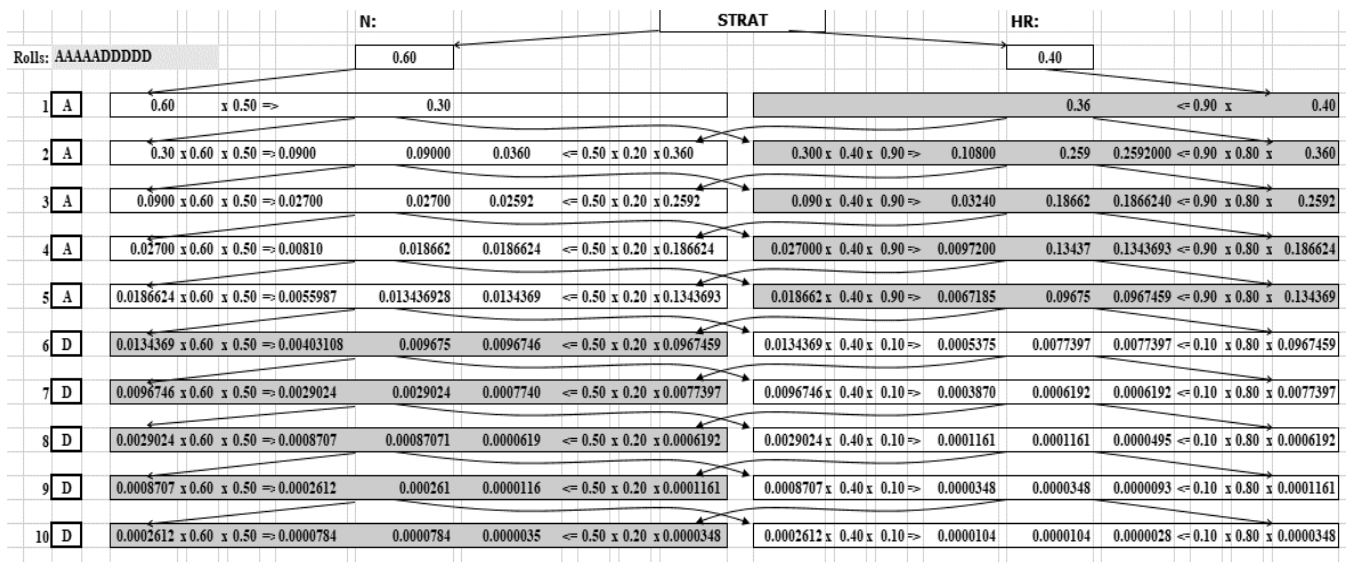 N: STRAT HR:
Rolls: AAAAADDDDD 0.60 0.40
1 A 0.60 x 0.50 => 0.30 0.36 <= 0.90 x 0.40
2 A 0.30 x 0.60 x 0.50 => 0.0900 0.09000 0.0360 <= 0.50 x 0.20 x 0.360 0.300 x 0.40 x 0.90 => 0.10800 0.259 0.2592000 <= 0.90 x 0.80 x 0.360
3 A 0.0900 x 0.60 x 0.50 => 0.02700 0.02700 0.02592 <= 0.50 x 0.20 x 0.2592 0.090 x 0.40 x 0.90 => 0.03240 0.18662 0.1866240 <= 0.90 x 0.80 x 0.2592
4 A 0.02700 x 0.60 x 0.50 => 0.00810 0.018662 0.0186624 <= 0.50 x 0.20 x 0.186624 0.027000 x 0.40 x 0.90 => 0.0097200 0.13437 0.1343693 <= 0.90 x 0.80 x 0.186624
5 A 0.0186624 x 0.60 x 0.50 => 0.0055987 0.013436928 0.0134369 <= 0.50 x 0.20 x 0.1343693 0.018662 x 0.40 x 0.90 => 0.0067185 0.09675 0.0967459 <= 0.90 x 0.80 x 0.134369
6 D 0.0134369 x 0.60 x 0.50 => 0.00403108 0.009675 0.0096746 <= 0.50 x 0.20 x 0.0967459 0.0134369 x 0.40 x 0.10 => 0.0005375 0.0077397 0.0077397 <= 0.10 x 0.80 x 0.0967459
7 D 0.0096746 x 0.60 x 0.50 => 0.0029024 0.0029024 0.0007740 <= 0.50 x 0.20 x 0.0077397 0.0096746 x 0.40 x 0.10 => 0.0003870 0.0006192 0.0006192 <= 0.10 x 0.80 x 0.0077397
8 D 0.0029024 x 0.60 x 0.50 => 0.0008707 0.00087071 0.0000619 <= 0.50 x 0.20 x 0.0006192 0.0029024 x 0.40 x 0.10 => 0.0001161 0.0001161 0.0000495 <= 0.10 x 0.80 x 0.0006192
9 D 0.0008707 x 0.60 x 0.50 => 0.0002612 0.000261 0.0000116 <= 0.50 x 0.20 x 0.0001161 0.0008707 x 0.40 x 0.10 => 0.0000348 0.0000348 0.0000093 <= 0.10 x 0.80 x 0.0001161
10 D 0.0002612 x 0.60 x 0.50 => 0.0000784 0.0000784 0.0000035 <= 0.50 x 0.20 x 0.0000348 0.0002612 x 0.40 x 0.10 => 0.0000104 0.0000104 0.0000028 <= 0.10 x 0.80 x 0.0000348